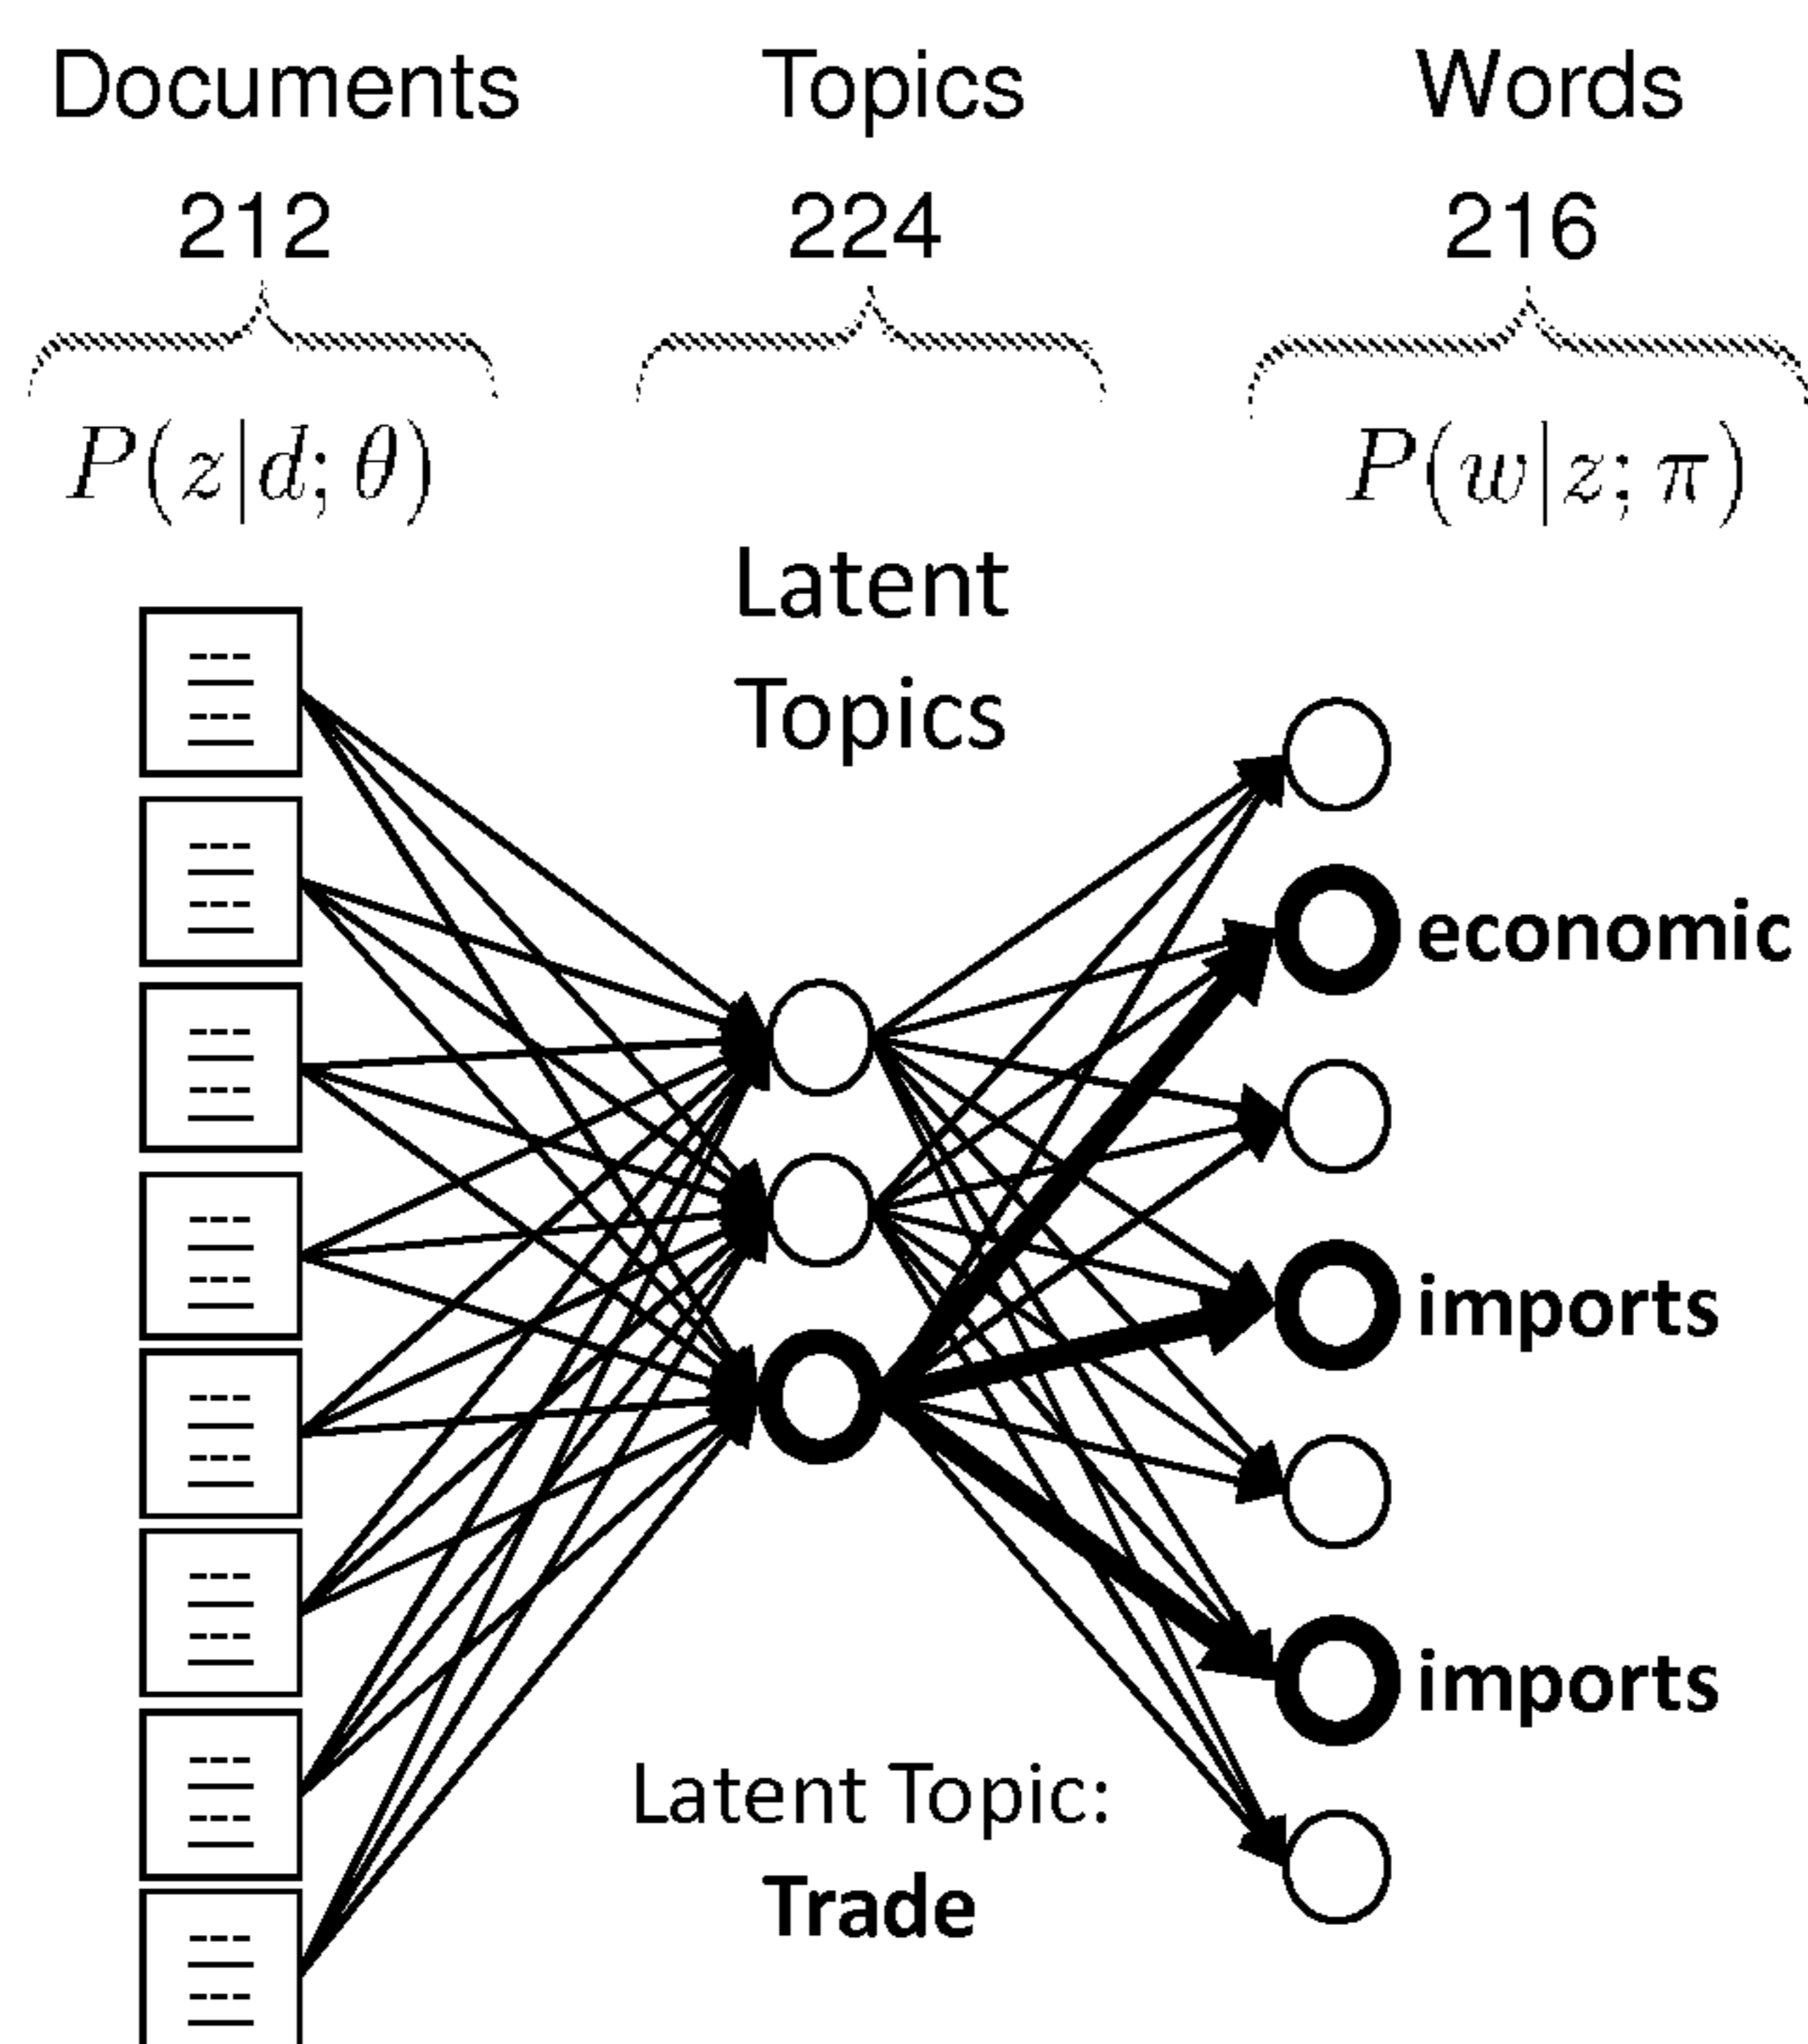 Documents Topics Words
212 224 216
P(z|d; θ) P(w|z; π)
Latent
Topics
economic
imports
imports
Latent Topic:
Trade